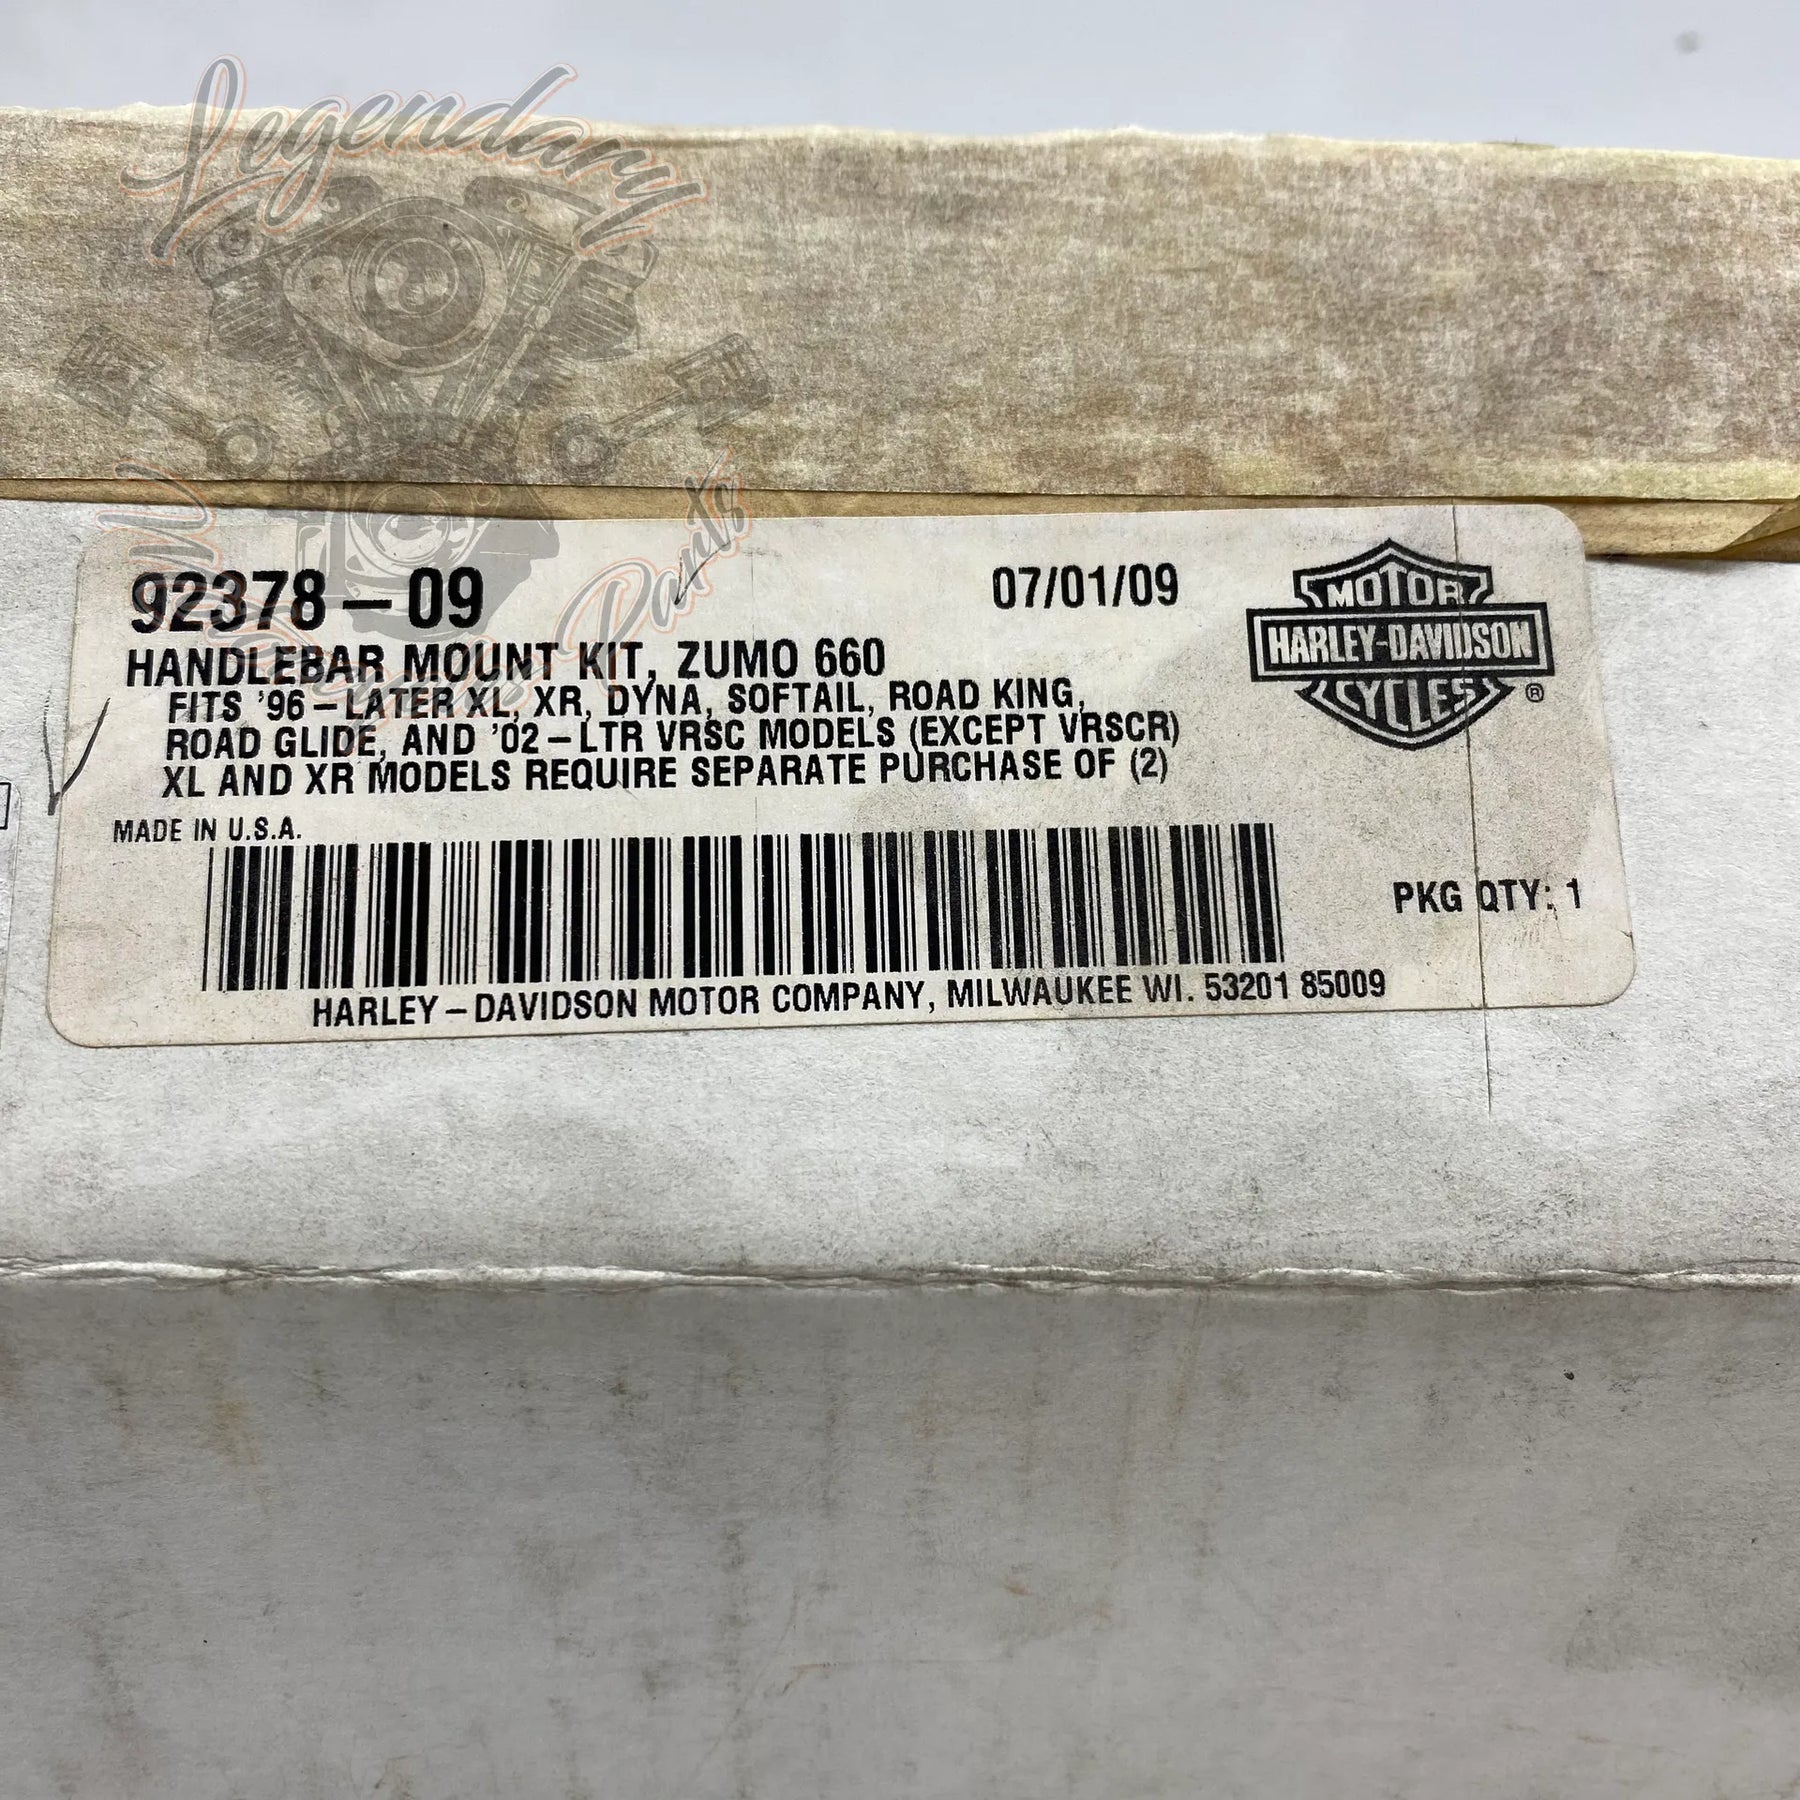 Legendary
Motorcycles Parts
92378-09
07/01/09
HANDLEBAR MOUNT KIT, ZUMO 660
FITS '96-LATER XL, XR, DYNA, SOFTAIL, ROAD KING,
ROAD GLIDE, AND '02-LTR VRSC MODELS (EXCEPT VRSCR)
XL AND XR MODELS REQUIRE SEPARATE PURCHASE OF (2)
MOTOR
HARLEY-DAVIDSON
CYCLES
®
MADE IN U.S.A.
PKG QTY: 1
HARLEY-DAVIDSON MOTOR COMPANY, MILWAUKEE WI. 53201 85009